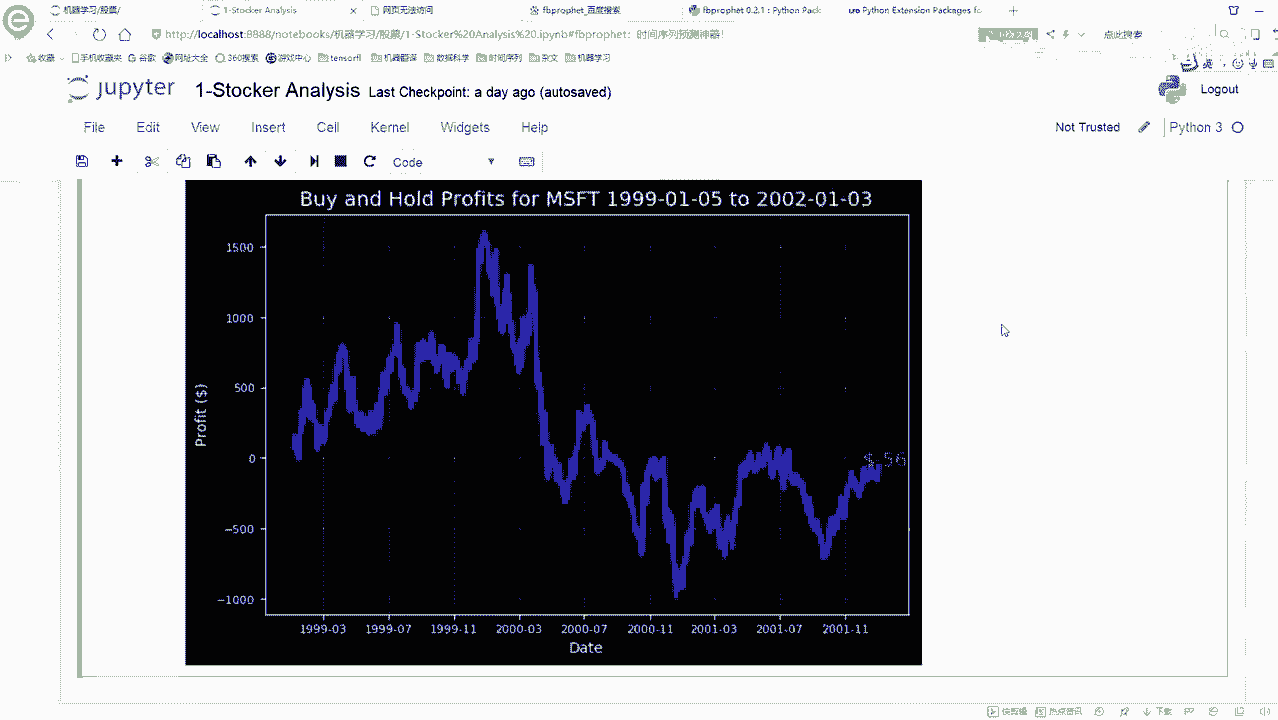 机器学习/股票/
1-Stocker Analysis
网页无法访问
fbprophet_百度搜索
fbprophet 0.2.1 : Python Pack
Python Extension Packages fo
http://localhost:8888/notebooks/机器学习/股票/1-Stocker%20Analysis%20.ipynb#fbprophet: 时间序列预测神器!
点此搜索
收藏 手机收藏夹 谷歌 网址大全 360搜索 游戏中心 tensorfl 机器翻译 数据科学 时间序列 杂文 机器学习
jupyter 1-Stocker Analysis Last Checkpoint: a day ago (autosaved)
Logout
File Edit View Insert Cell Kernel Widgets Help
Not Trusted
Python 3
Code
Buy and Hold Profits for MSFT 1999-01-05 to 2002-01-03
1500
1000
500
0
−500
−1000
Profit ($)
$-56
1999-03 1999-07 1999-11 2000-03 2000-07 2000-11 2001-03 2001-07 2001-11
Date
快剪辑 热点资讯 下载